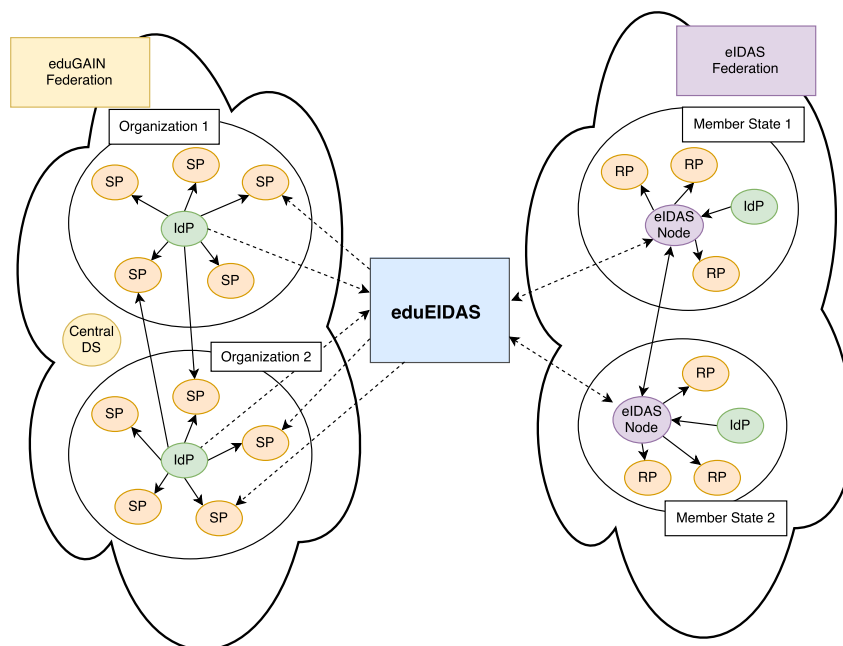 eduGAIN
Federation
Organization 1
SP
SP
SP
IdP
SP
SP
Central
DS
Organization 2
SP
SP
SP
IdP
SP
SP
eduEIDAS
eIDAS
Federation
Member State 1
RP
RP
IdP
eIDAS
Node
RP
RP
eIDAS
Node
IdP
RP
RP
Member State 2